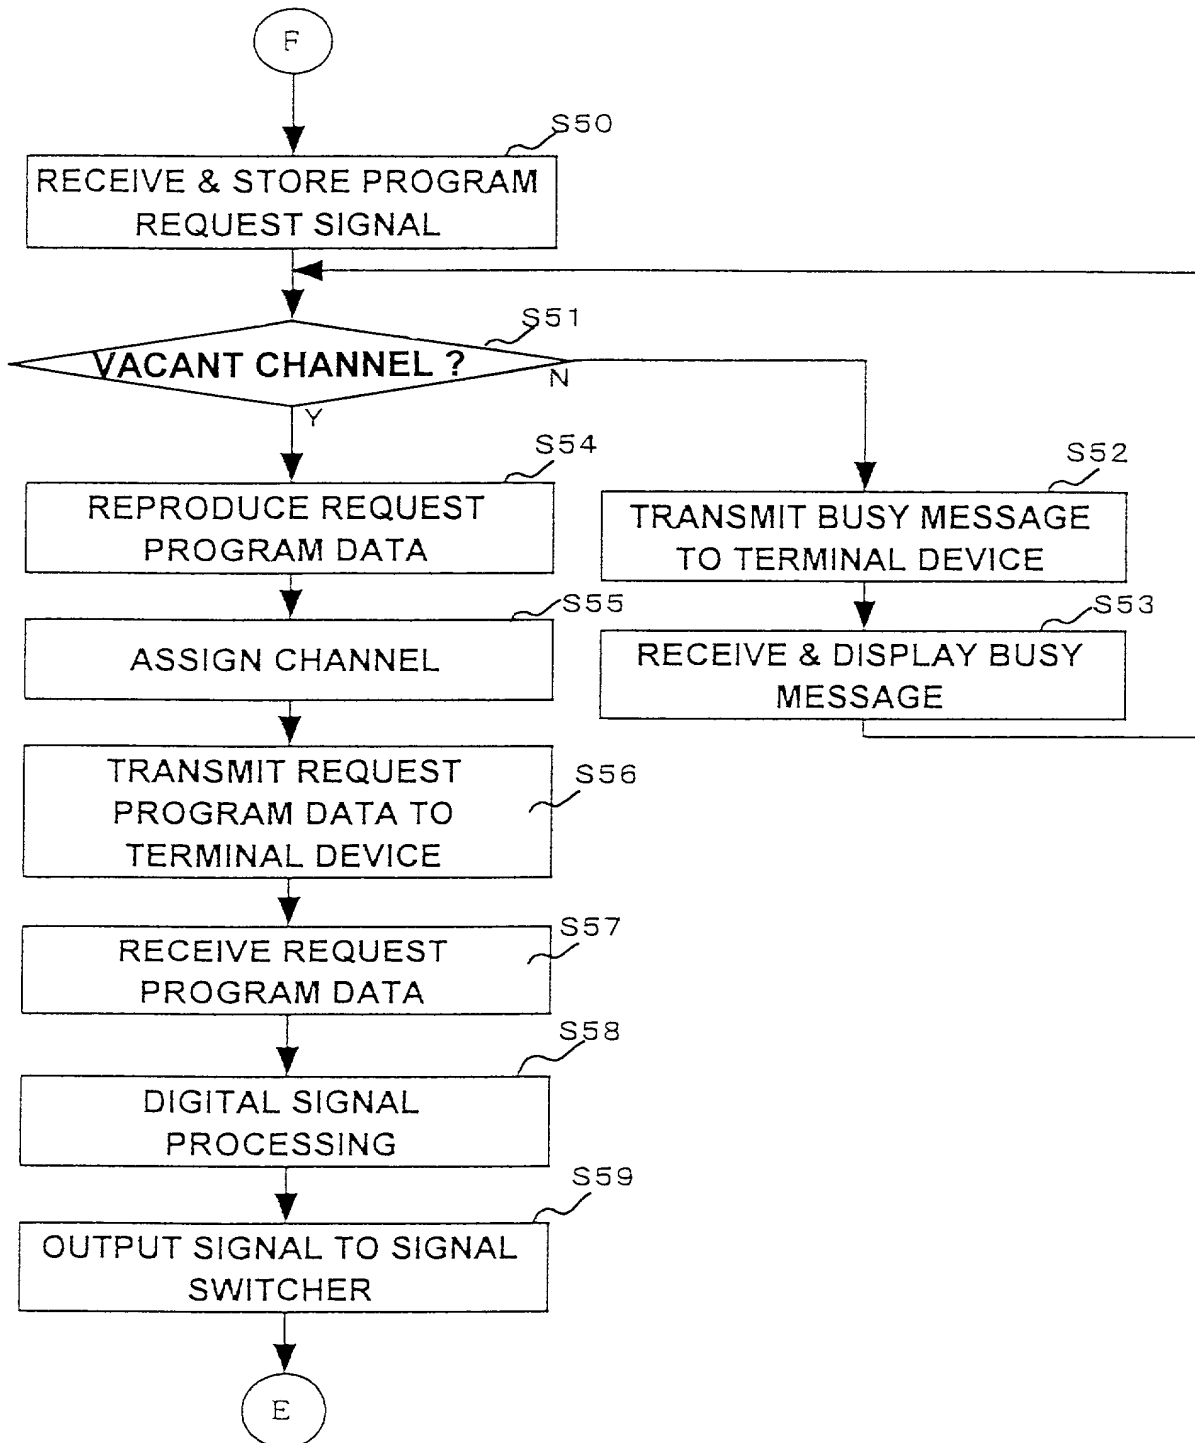 F
S50
RECEIVE & STORE PROGRAM
REQUEST SIGNAL
S51
VACANT CHANNEL ?
N
Y
S54
REPRODUCE REQUEST
PROGRAM DATA
S52
TRANSMIT BUSY MESSAGE
TO TERMINAL DEVICE
S55
ASSIGN CHANNEL
S53
RECEIVE & DISPLAY BUSY
MESSAGE
TRANSMIT REQUEST
PROGRAM DATA TO
TERMINAL DEVICE
S56
RECEIVE REQUEST
PROGRAM DATA
S57
S58
DIGITAL SIGNAL
PROCESSING
S59
OUTPUT SIGNAL TO SIGNAL
SWITCHER
E